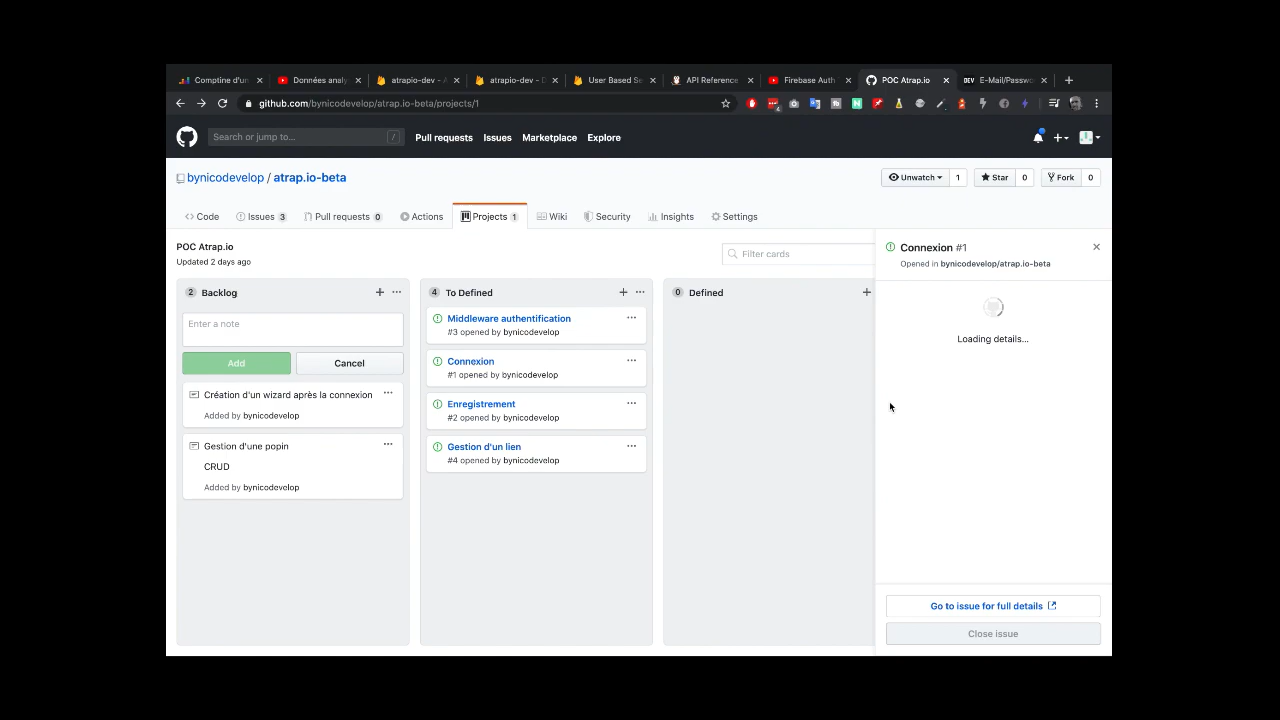 Comptine d'un
Données analy
atrapio-dev - A
atrapio-dev - D
User Based Se
API Reference
Firebase Auth
POC Atrap.io
DEV E-Mail/Passwo
github.com/bynicodevelop/atrap.io-beta/projects/1
Search or jump to... /
Pull requests Issues Marketplace Explore
bynicodevelop / atrap.io-beta
Unwatch 1 Star 0 Fork 0
Code Issues 3 Pull requests 0 Actions Projects 1 Wiki Security Insights Settings
POC Atrap.io
Updated 2 days ago
Filter cards
2 Backlog
Enter a note
Add Cancel
Création d'un wizard après la connexion
Added by bynicodevelop
Gestion d'une popin
CRUD
Added by bynicodevelop
4 To Defined
Middleware authentification
#3 opened by bynicodevelop
Connexion
#1 opened by bynicodevelop
Enregistrement
#2 opened by bynicodevelop
Gestion d'un lien
#4 opened by bynicodevelop
0 Defined
Connexion #1
Opened in bynicodevelop/atrap.io-beta
Loading details...
Go to issue for full details
Close issue